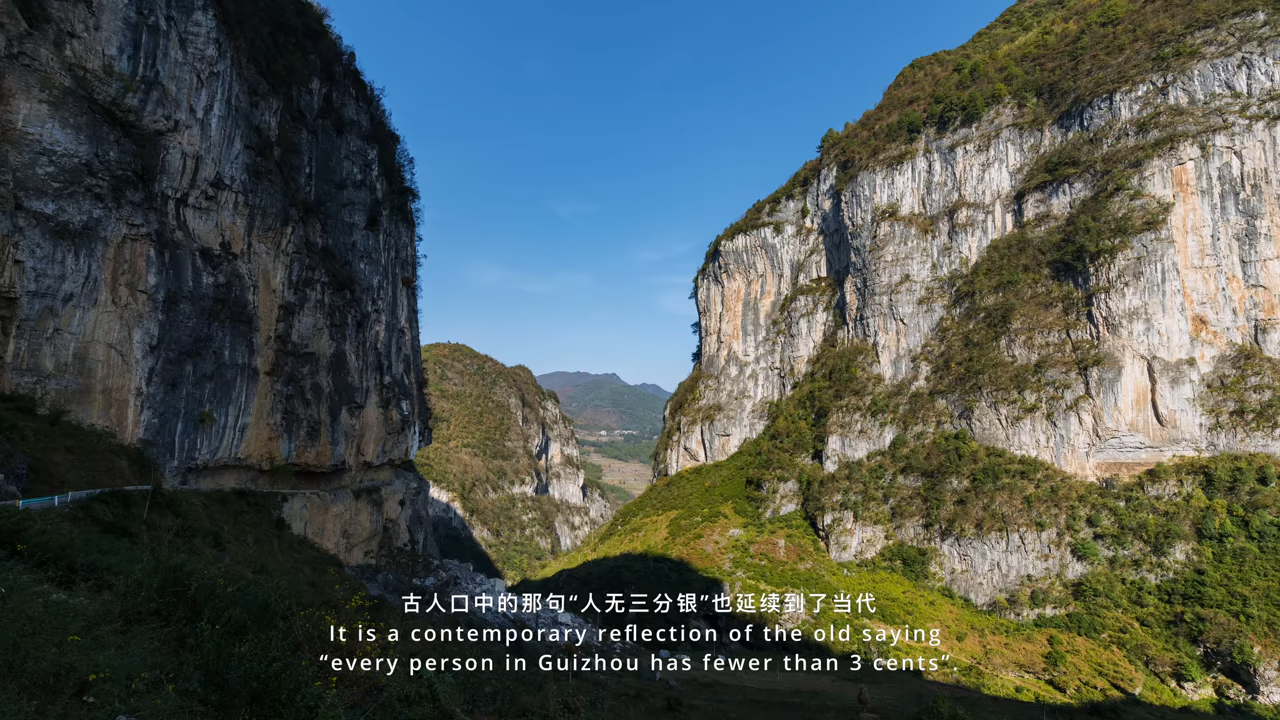 古人口中的那句“人无三分银”也延续到了当代
It is a contemporary reflection of the old saying
“every person in Guizhou has fewer than 3 cents”.